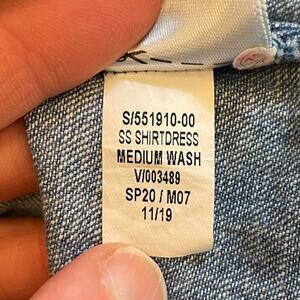 S/551910-00
SS SHIRTDRESS
MEDIUM WASH
V/003489
SP20 / M07
11/19